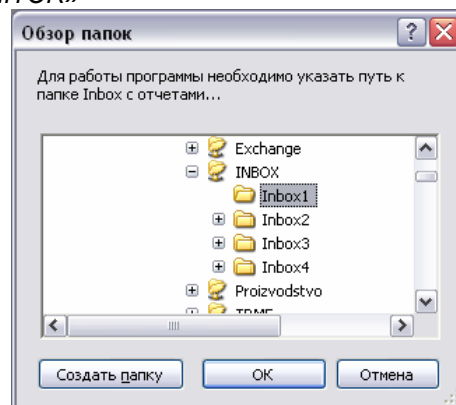 Обзор папок
Для работы программы необходимо указать путь к
папке Inbox с отчетами...
Exchange
INBOX
Inbox1
Inbox2
Inbox3
Inbox4
Proizvodstvo
Создать папку
OK
Отмена